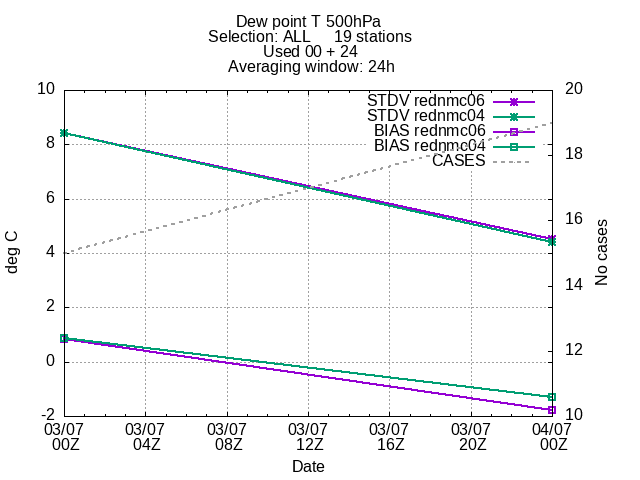 Dew point T 500hPa
Selection: ALL 19 stations
Used 00 + 24
Averaging window: 24h
10
8
6
4
2
0
-2
deg C
20
18
16
14
12
10
No cases
STDV rednmc06
STDV rednmc04
BIAS rednmc06
BIAS rednmc04
CASES
03/07 03/07 03/07 03/07 03/07 03/07 04/07
00Z 04Z 08Z 12Z 16Z 20Z 00Z
Date